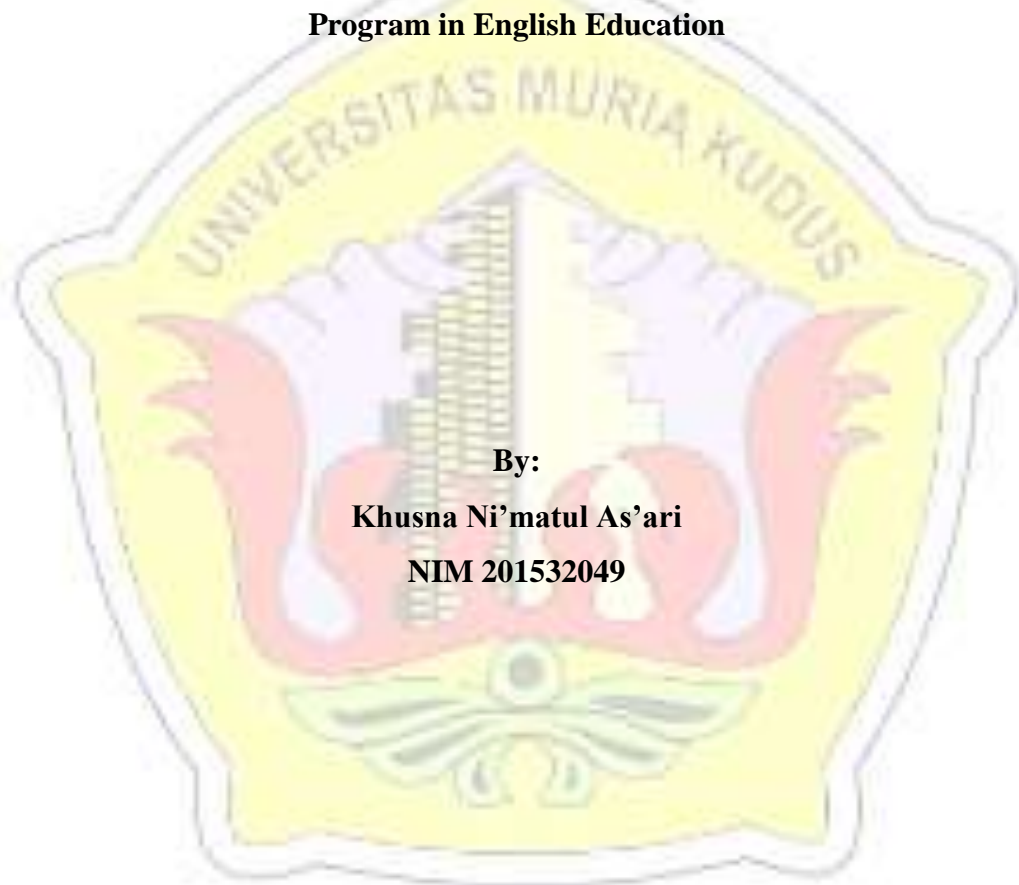 Program in English Education
UNIVERSITAS MURIA KUDUS
By:
Khusna Ni’matul As’ari
NIM 201532049